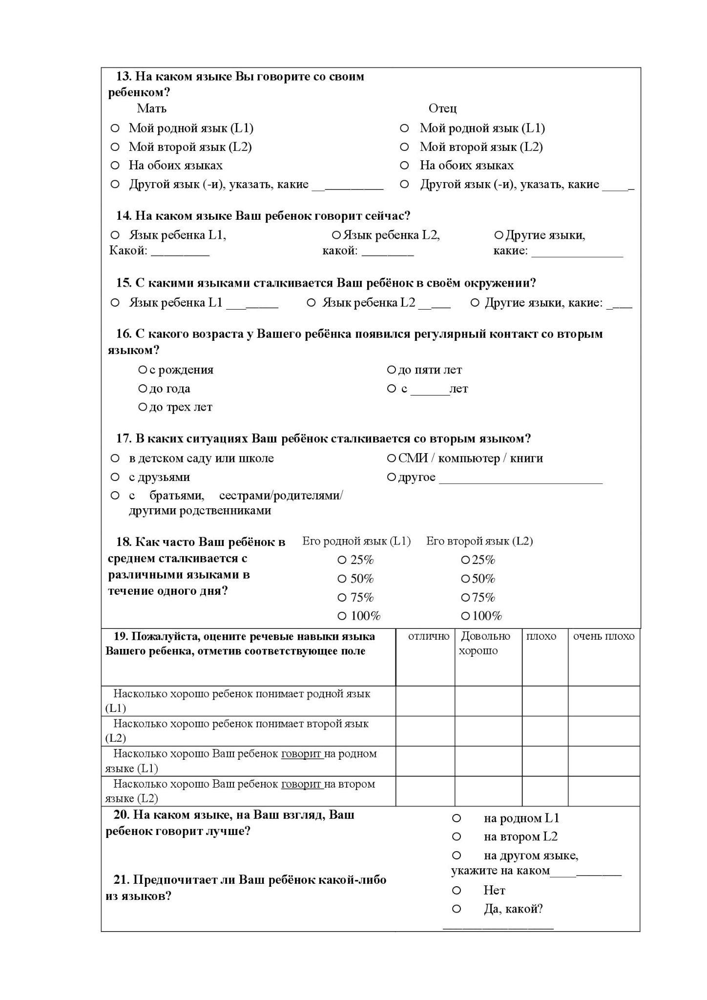 13. На каком языке Вы говорите со своим
ребенком?
Мать Отец
Мой родной язык (L1) Мой родной язык (L1)
Мой второй язык (L2) Мой второй язык (L2)
На обоих языках На обоих языках
Другой язык (-и), указать, какие ___________ Другой язык (-и), указать, какие _____
14. На каком языке Ваш ребенок говорит сейчас?
Язык ребенка L1, Язык ребенка L2, Другие языки,
Какой: _________ какой: ________ какие: ______________
15. С какими языками сталкивается Ваш ребёнок в своём окружении?
Язык ребенка L1 ________ Язык ребенка L2 _____ Другие языки, какие: ____
16. С какого возраста у Вашего ребёнка появился регулярный контакт со вторым
языком?
с рождения до пяти лет
до года с ______лет
до трех лет
17. В каких ситуациях Ваш ребёнок сталкивается со вторым языком?
в детском саду или школе СМИ / компьютер / книги
с друзьями другое _________________________
с братьями, сестрами/родителями/
другими родственниками
18. Как часто Ваш ребёнок в Его родной язык (L1) Его второй язык (L2)
среднем сталкивается с 25% 25%
различными языками в 50% 50%
течение одного дня? 75% 75%
100% 100%
19. Пожалуйста, оцените речевые навыки языка отлично Довольно плохо очень плохо
Вашего ребенка, отметив соответствующее поле хорошо
Насколько хорошо ребенок понимает родной язык
(L1)
Насколько хорошо ребенок понимает второй язык
(L2)
Насколько хорошо Ваш ребенок говорит на родном
языке (L1)
Насколько хорошо Ваш ребенок говорит на втором
языке (L2)
20. На каком языке, на Ваш взгляд, Ваш на родном L1
ребенок говорит лучше? на втором L2
на другом языке,
укажите на каком___________
21. Предпочитает ли Ваш ребёнок какой-либо Нет
из языков? Да, какой?
_________________